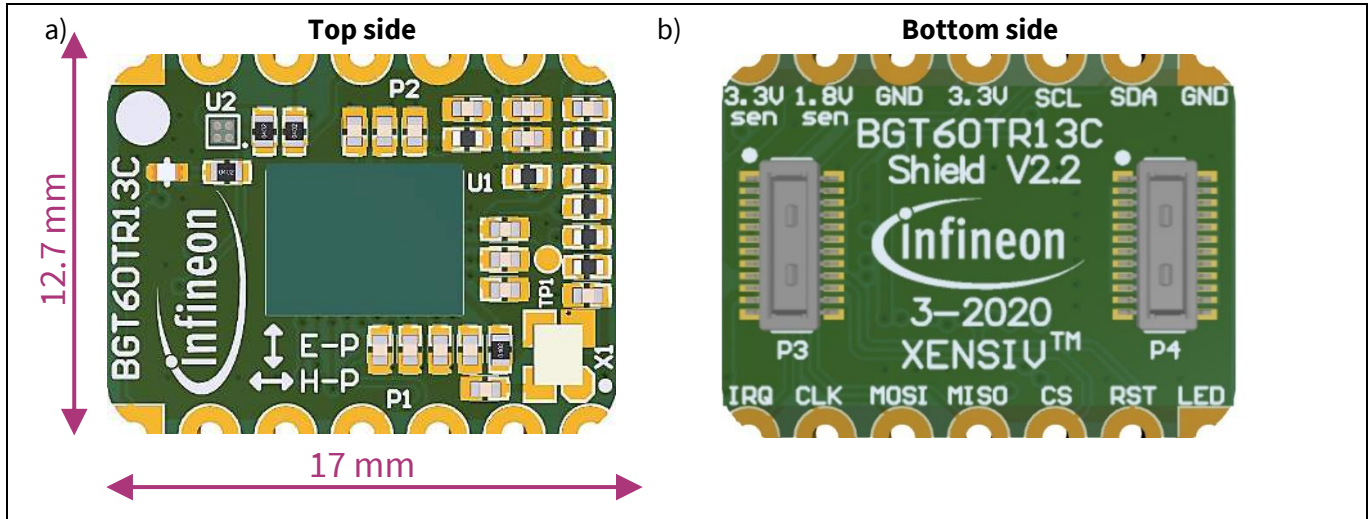 a)
Top side
b)
Bottom side
12.7 mm
17 mm
U2
P2
U1
BGT60TR13C
infineon
TP1
E-P
H-P
P1
X1
3.3V 1.8V GND 3.3V SCL SDA GND
sen sen
BGT60TR13C
Shield V2.2
infineon
3-2020
XENSIV™
P3
P4
IRQ CLK MOSI MISO CS RST LED